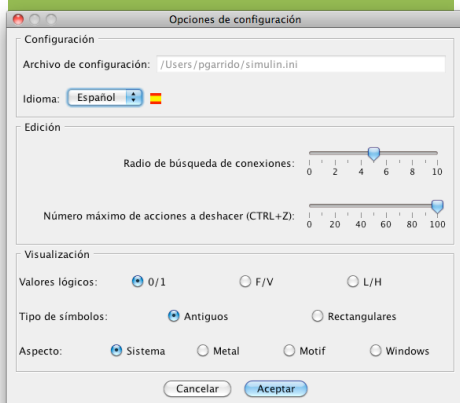 Opciones de configuración
Configuración
Archivo de configuración: /Users/pgarrido/simulin.ini
Idioma: Español
Edición
Radio de búsqueda de conexiones:
0 2 4 6 8 10
Número máximo de acciones a deshacer (CTRL+Z):
0 20 40 60 80 100
Visualización
Valores lógicos: 0/1 F/V L/H
Tipo de símbolos: Antiguos Rectangulares
Aspecto: Sistema Metal Motif Windows
Cancelar Aceptar